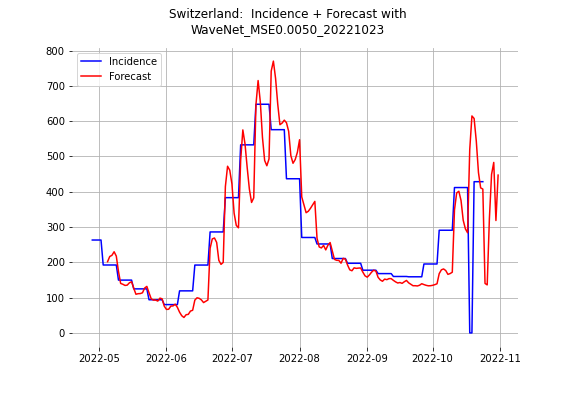 Switzerland:  Incidence + Forecast with
WaveNet_MSE0.0050_20221023
Incidence
Forecast
800
700
600
500
400
300
200
100
0
2022-05 2022-06 2022-07 2022-08 2022-09 2022-10 2022-11